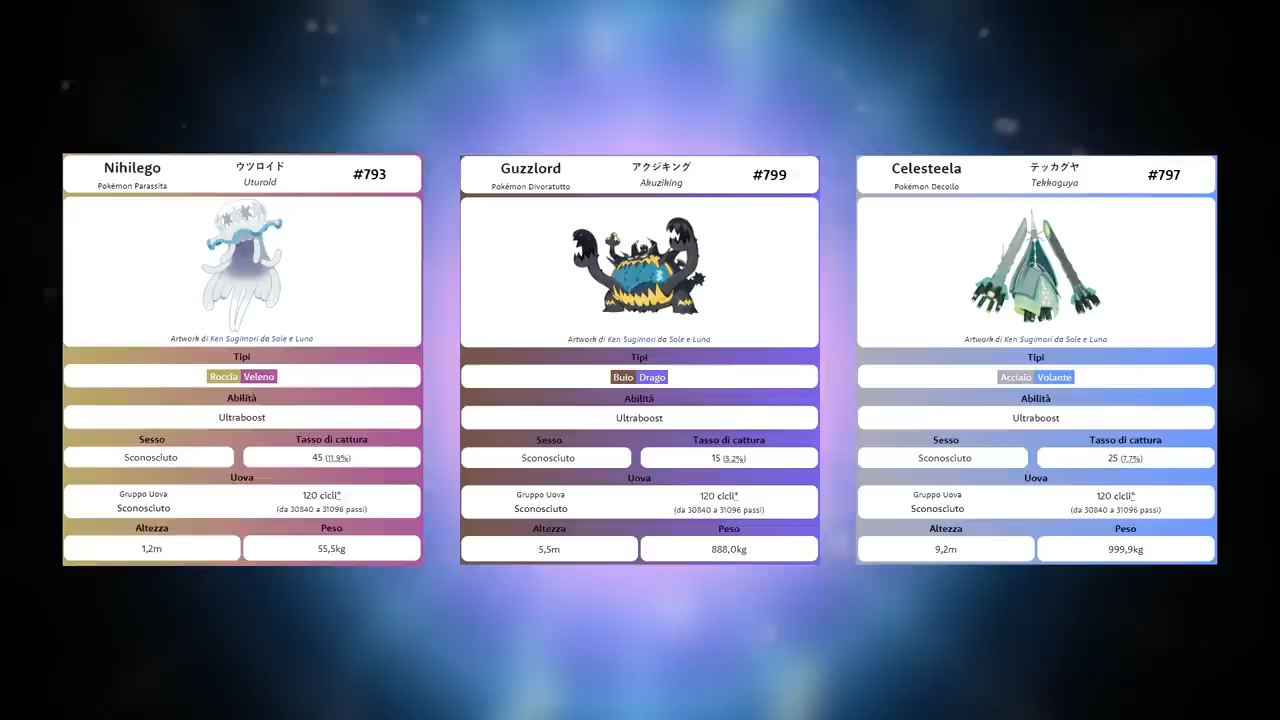 Nihilego
Pokémon Parassita
ウツロイド
Uturoid
#793
Artwork di Ken Sugimori da Sole e Luna
Tipi
Roccia Veleno
Abilità
Ultraboost
Sesso
Sconosciuto
Tasso di cattura
45 (11.9%)
Uova
Gruppo Uova
Sconosciuto
120 cicli*
(da 30840 a 31096 passi)
Altezza
1,2m
Peso
55,5kg
Guzzlord
Pokémon Divoratutto
アクジキング
Akuziking
#799
Artwork di Ken Sugimori da Sole e Luna
Tipi
Buio Drago
Abilità
Ultraboost
Sesso
Sconosciuto
Tasso di cattura
15 (5.2%)
Uova
Gruppo Uova
Sconosciuto
120 cicli*
(da 30840 a 31096 passi)
Altezza
5,5m
Peso
888,0kg
Celesteela
Pokémon Decollo
テッカグヤ
Tekkaguya
#797
Artwork di Ken Sugimori da Sole e Luna
Tipi
Acciaio Volante
Abilità
Ultraboost
Sesso
Sconosciuto
Tasso di cattura
25 (7.7%)
Uova
Gruppo Uova
Sconosciuto
120 cicli*
(da 30840 a 31096 passi)
Altezza
9,2m
Peso
999,9kg